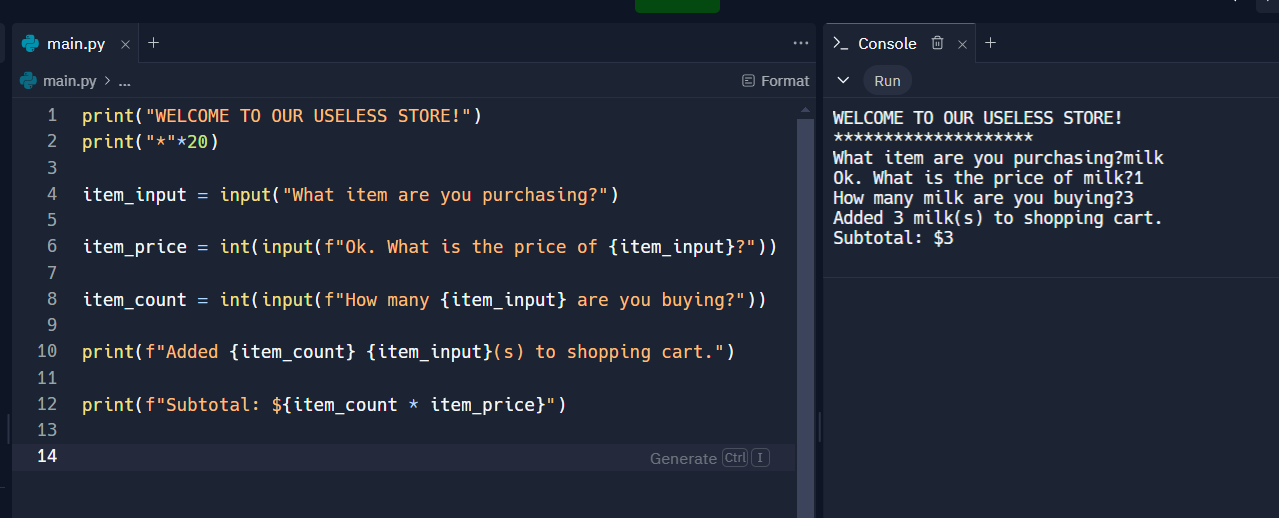 main.py
main.py > ...
Format
1 print("WELCOME TO OUR USELESS STORE!")
2 print("*"*20)
3
4 item_input = input("What item are you purchasing?")
5
6 item_price = int(input(f"Ok. What is the price of {item_input}?"))
7
8 item_count = int(input(f"How many {item_input} are you buying?"))
9
10 print(f"Added {item_count} {item_input}(s) to shopping cart.")
11
12 print(f"Subtotal: ${item_count * item_price}")
13
14
Generate Ctrl I
Console
Run
WELCOME TO OUR USELESS STORE!
********************
What item are you purchasing?milk
Ok. What is the price of milk?1
How many milk are you buying?3
Added 3 milk(s) to shopping cart.
Subtotal: $3